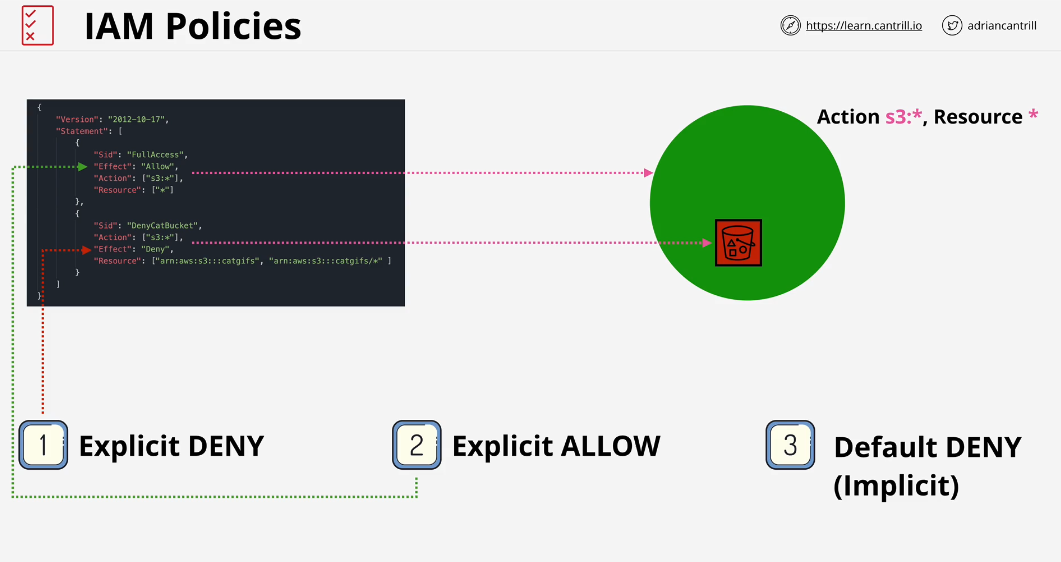 IAM Policies
https://learn.cantrill.io
adriancantrill
{
"Version": "2012-10-17",
"Statement": [
{
"Sid": "FullAccess",
"Effect": "Allow",
"Action": ["s3:*"],
"Resource": ["*"]
},
{
"Sid": "DenyCatBucket",
"Action": ["s3:*"],
"Effect": "Deny",
"Resource": ["arn:aws:s3:::catgifs", "arn:aws:s3:::catgifs/*" ]
}
]
}
Action s3:*, Resource *
1 Explicit DENY
2 Explicit ALLOW
3 Default DENY
(Implicit)